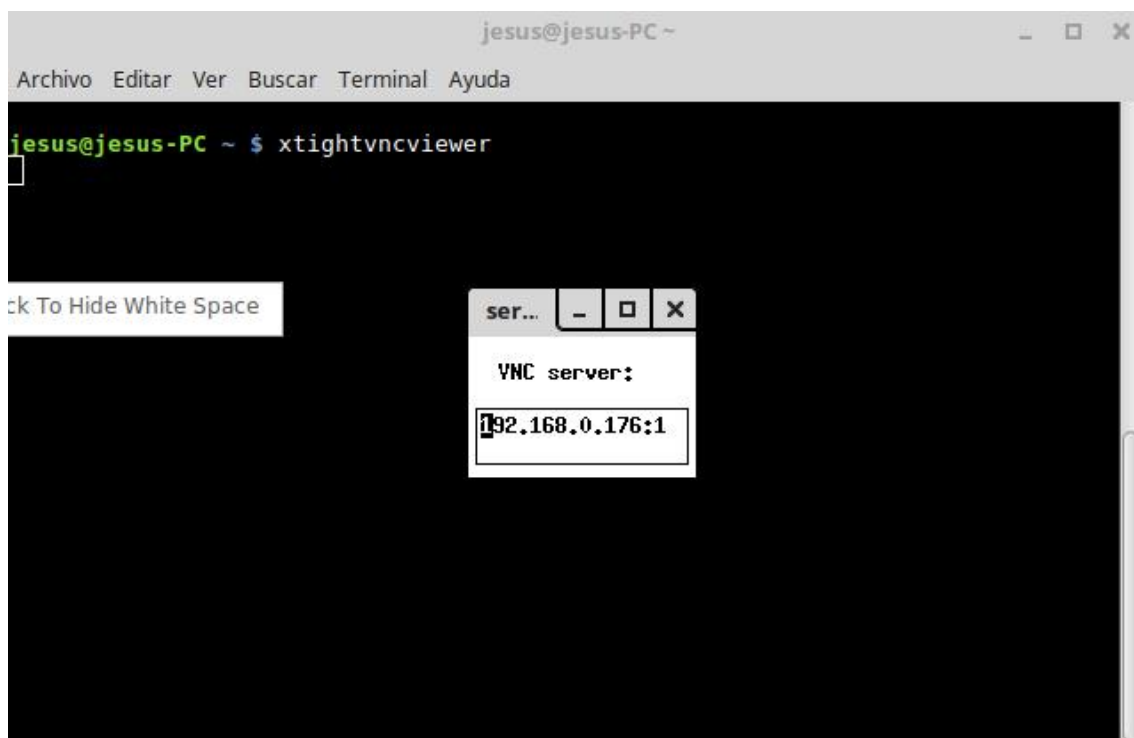 jesus@jesus-PC ~
Archivo Editar Ver Buscar Terminal Ayuda
jesus@jesus-PC ~ $ xtightvncviewer
ck To Hide White Space
ser...
VNC server:
192.168.0.176:1